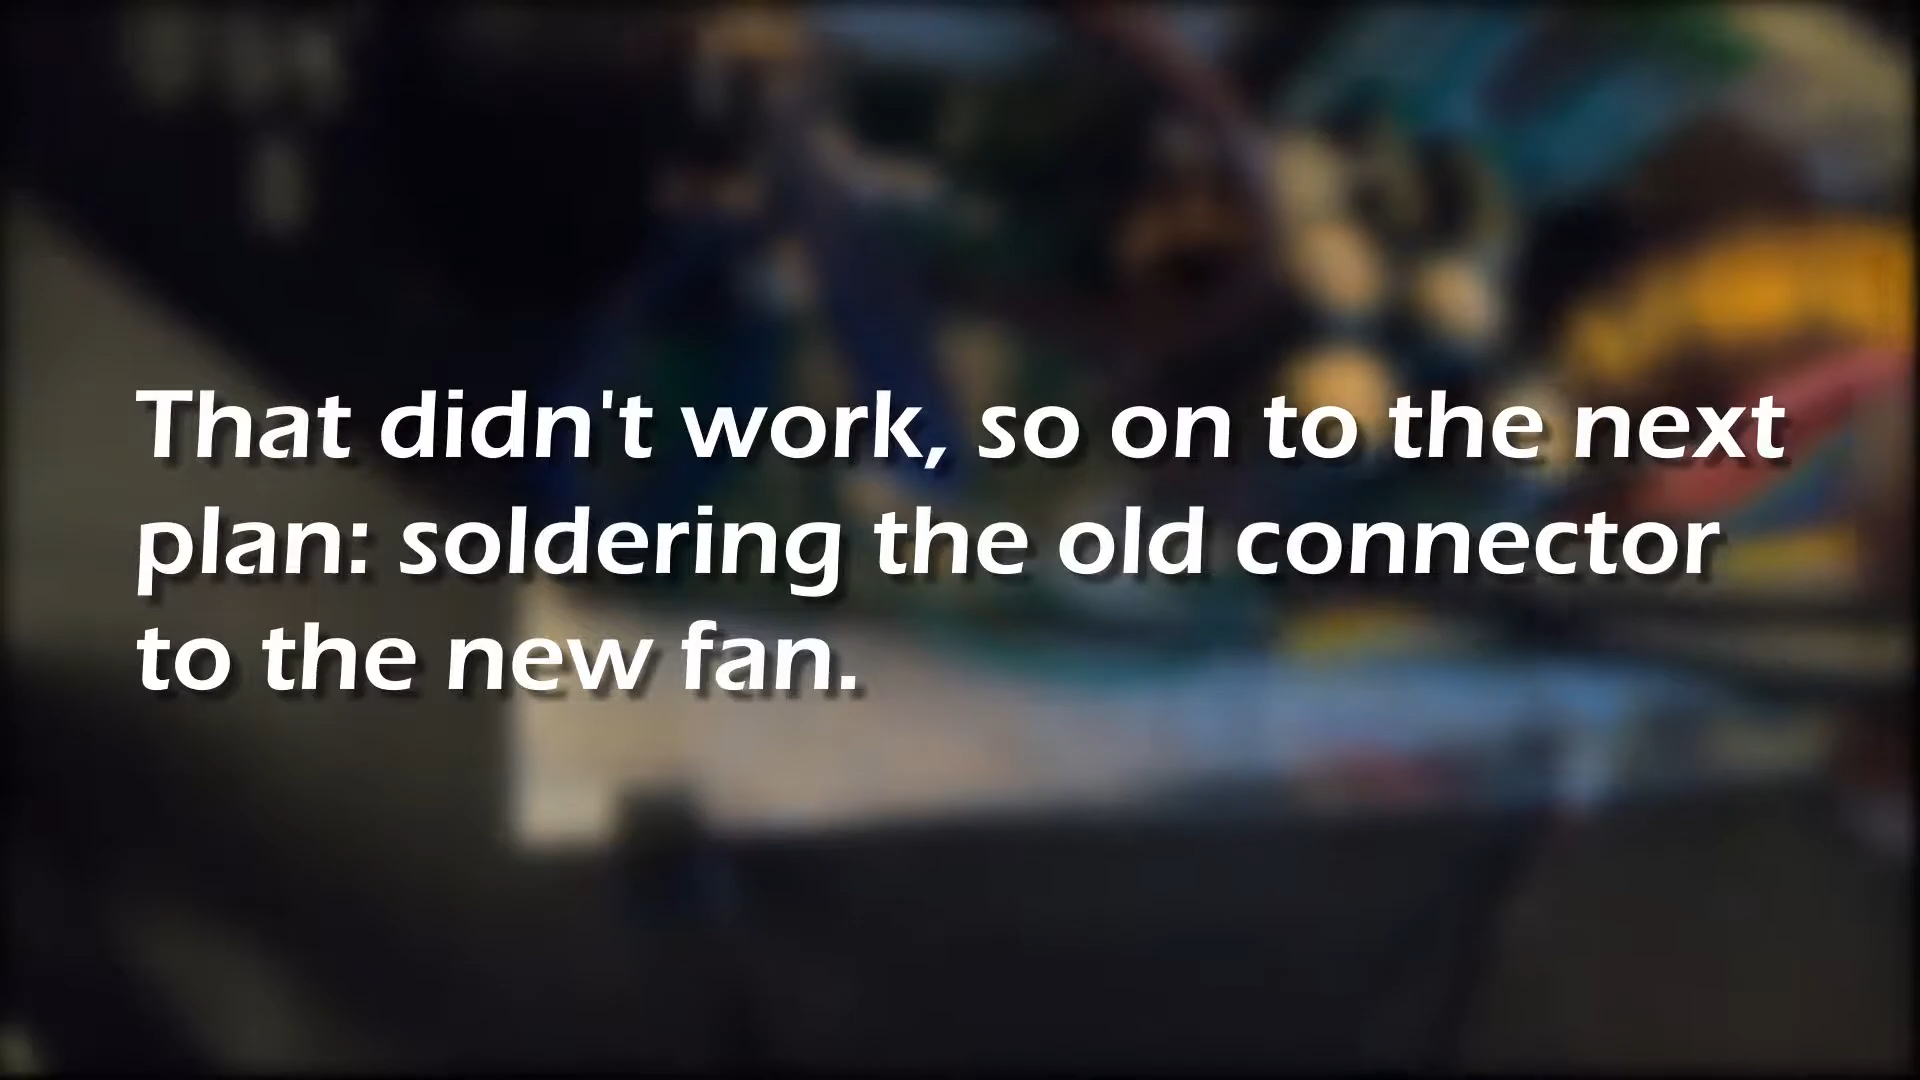 That didn't work, so on to the next
plan: soldering the old connector
to the new fan.